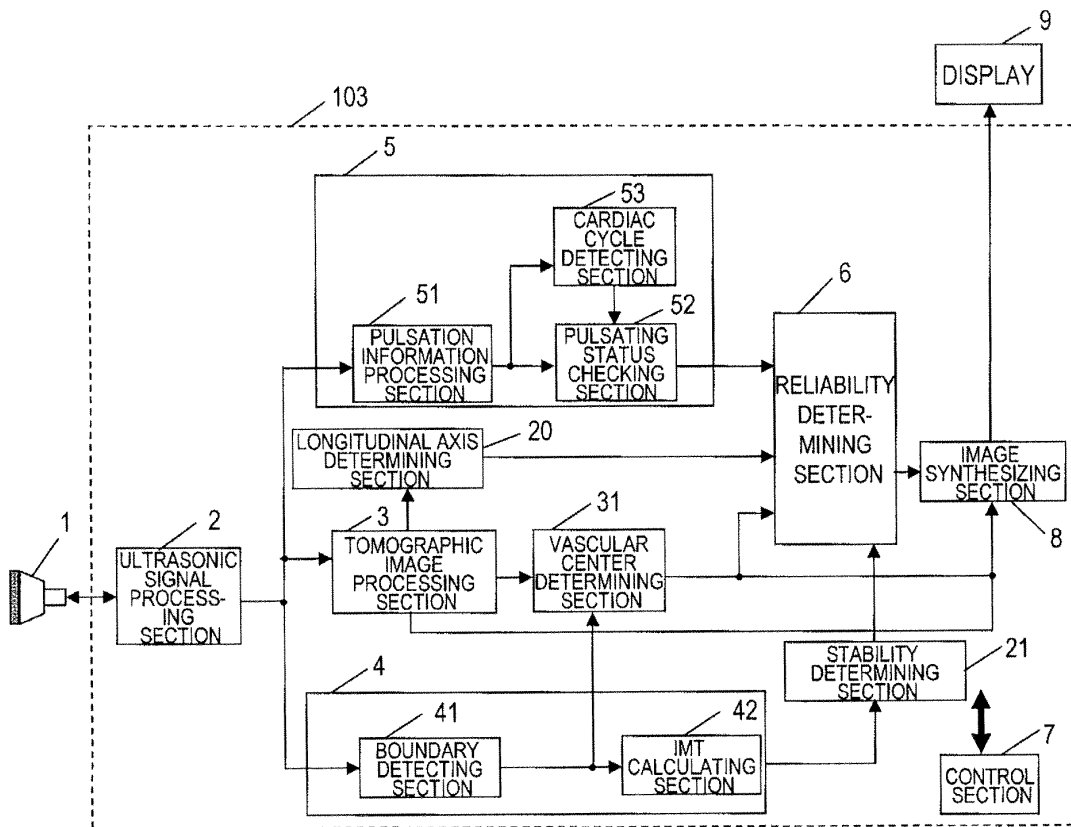 9
DISPLAY
103
5
53
CARDIAC
CYCLE
DETECTING
SECTION
6
51
52
PULSATION
INFORMATION
PROCESSING
SECTION
PULSATING
STATUS
CHECKING
SECTION
RELIABILITY
DETER-
MINING
SECTION
20
LONGITUDINAL AXIS
DETERMINING
SECTION
IMAGE
SYNTHESIZING
SECTION
8
1
2
ULTRASONIC
SIGNAL
PROCESS-
ING
SECTION
3
TOMOGRAPHIC
IMAGE
PROCESSING
SECTION
31
VASCULAR
CENTER
DETERMINING
SECTION
21
STABILITY
DETERMINING
SECTION
4
41
BOUNDARY
DETECTING
SECTION
42
IMT
CALCULATING
SECTION
7
CONTROL
SECTION